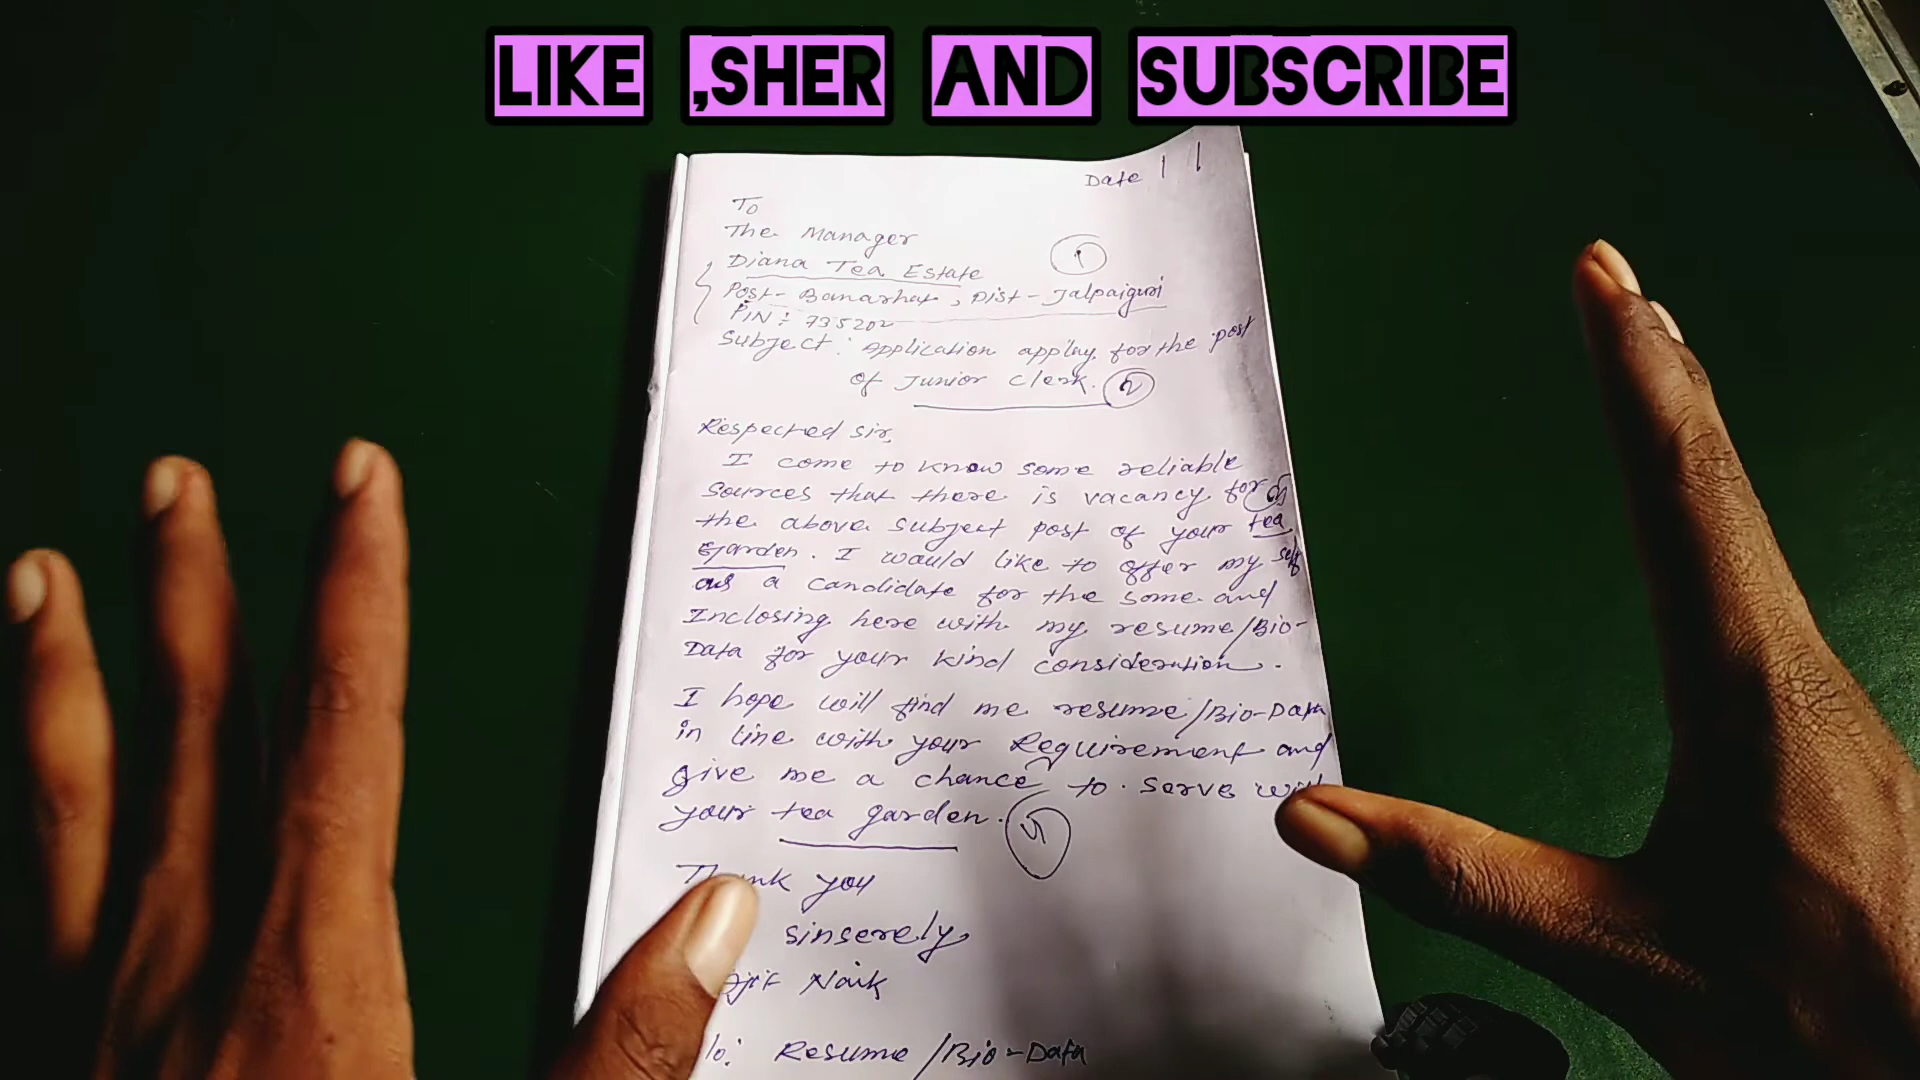 LIKE ,SHER AND SUBSCRIBE
Date / /
To
The Manager
Diana Tea Estate
Post- Banarhat, Dist- Jalpaiguri
PIN: 735202
Subject: Application applay for the post
of Junior Clerk.
Respected sir,
I come to know some reliable
sources that there is vacancy for
the above subject post of your tea
Garden. I would like to offer my self
as a candidate for the some and
Inclosing here with my resume/Bio-
Data for your kind consideration.
I hope will find me resume/Bio-Data
in line with your Requirement and
give me a chance to serve with
your tea garden.
you
sinserely
Naik
Resume/Bio-Data